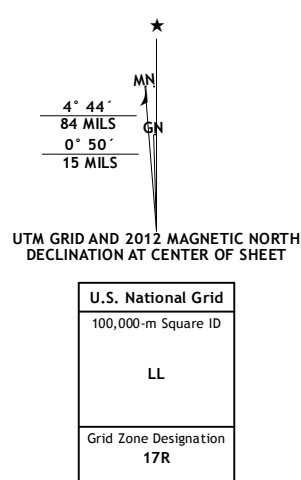 ★
MN
4° 44´
84 MILS
GN
0° 50´
15 MILS
UTM GRID AND 2012 MAGNETIC NORTH
DECLINATION AT CENTER OF SHEET
U.S. National Grid
100,000-m Square ID
LL
Grid Zone Designation
17R